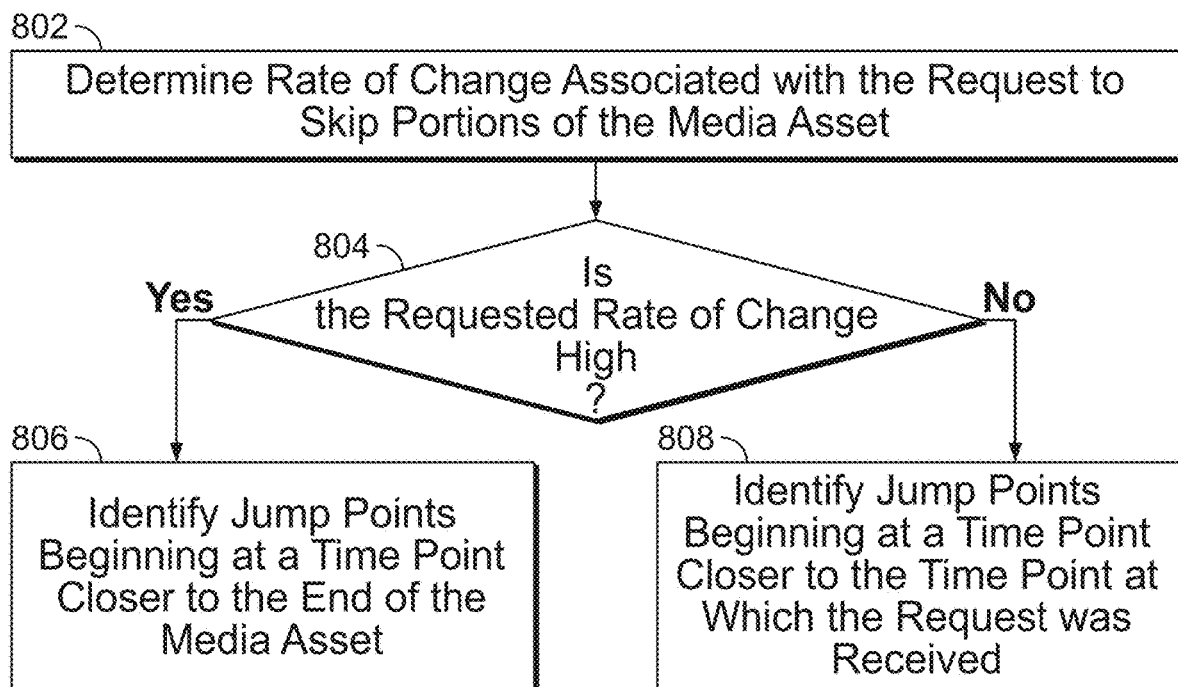 802
Determine Rate of Change Associated with the Request to
Skip Portions of the Media Asset
804
Yes
Is
the Requested Rate of Change
High
?
No
806
Identify Jump Points
Beginning at a Time Point
Closer to the End of the
Media Asset
808
Identify Jump Points
Beginning at a Time Point
Closer to the Time Point at
Which the Request was
Received